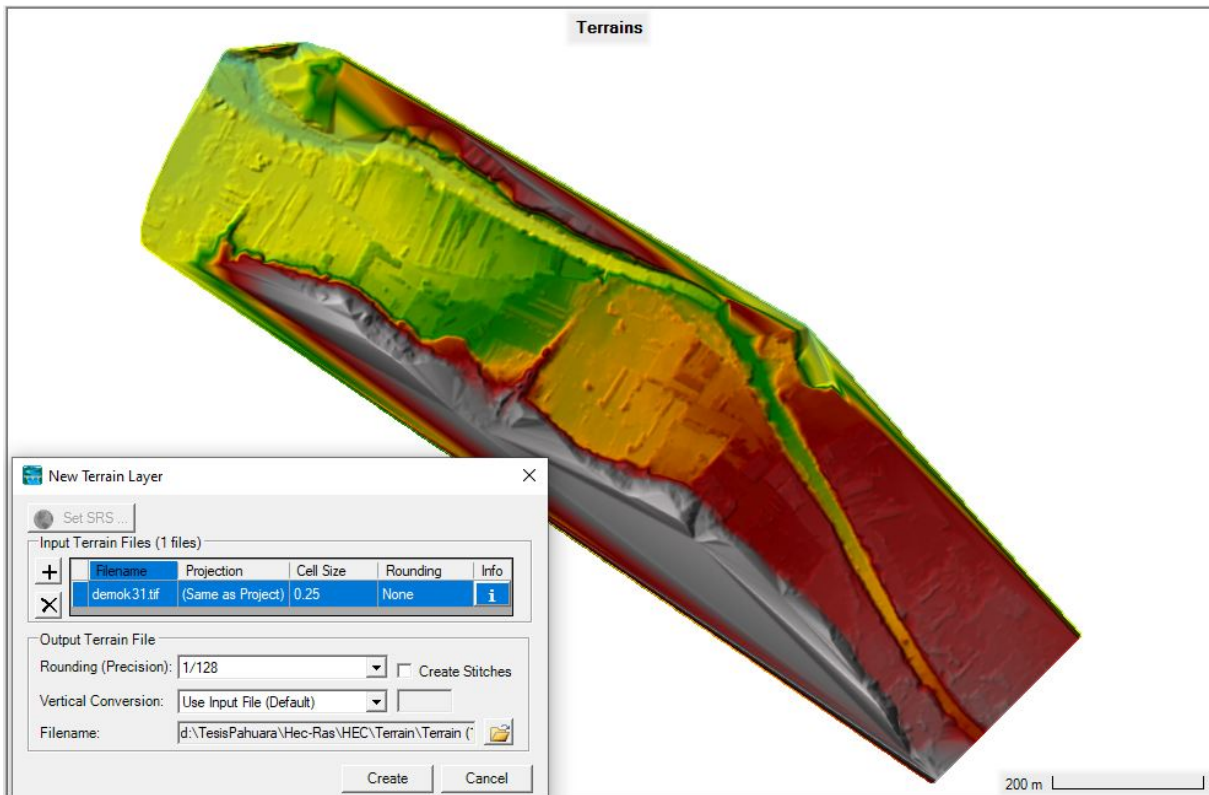 Terrains
New Terrain Layer
Set SRS ...
Input Terrain Files (1 files)
Filename Projection Cell Size Rounding Info
demok31.tif (Same as Project) 0.25 None i
Output Terrain File
Rounding (Precision): 1/128 Create Stitches
Vertical Conversion: Use Input File (Default)
Filename: d:\TesisPahuara\Hec-Ras\HEC\Terrain\Terrain (
Create Cancel
200 m